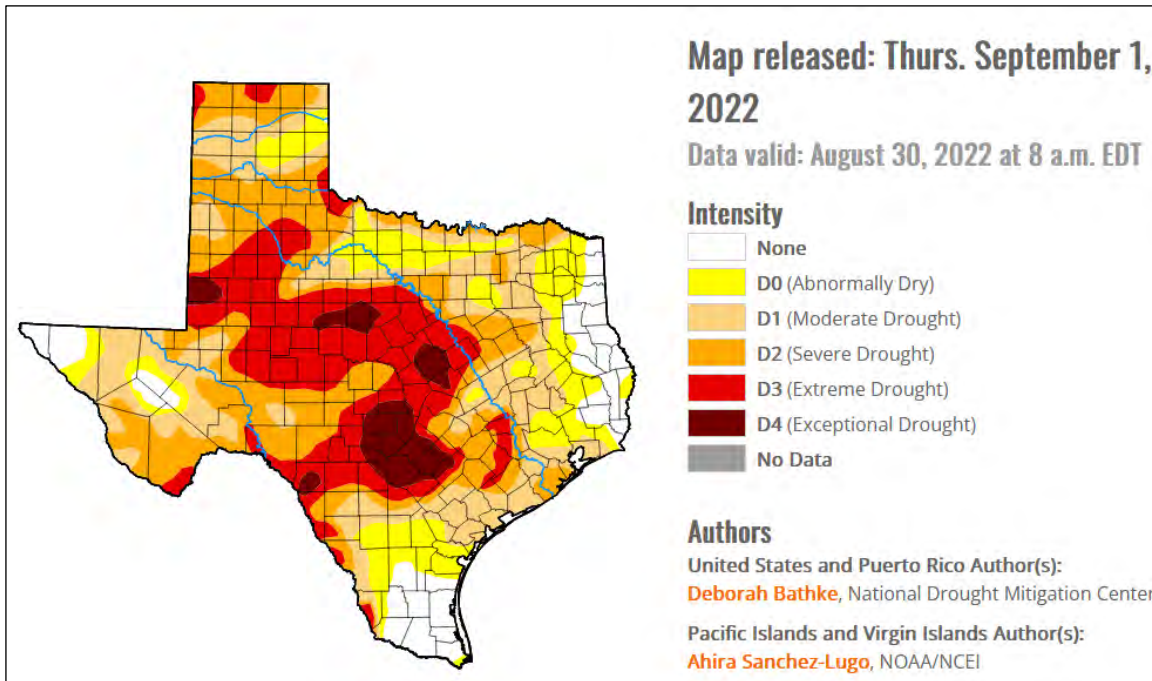 Map released: Thurs. September 1,
2022
Data valid: August 30, 2022 at 8 a.m. EDT
Intensity
None
D0 (Abnormally Dry)
D1 (Moderate Drought)
D2 (Severe Drought)
D3 (Extreme Drought)
D4 (Exceptional Drought)
No Data
Authors
United States and Puerto Rico Author(s):
Deborah Bathke, National Drought Mitigation Center
Pacific Islands and Virgin Islands Author(s):
Ahira Sanchez-Lugo, NOAA/NCEI